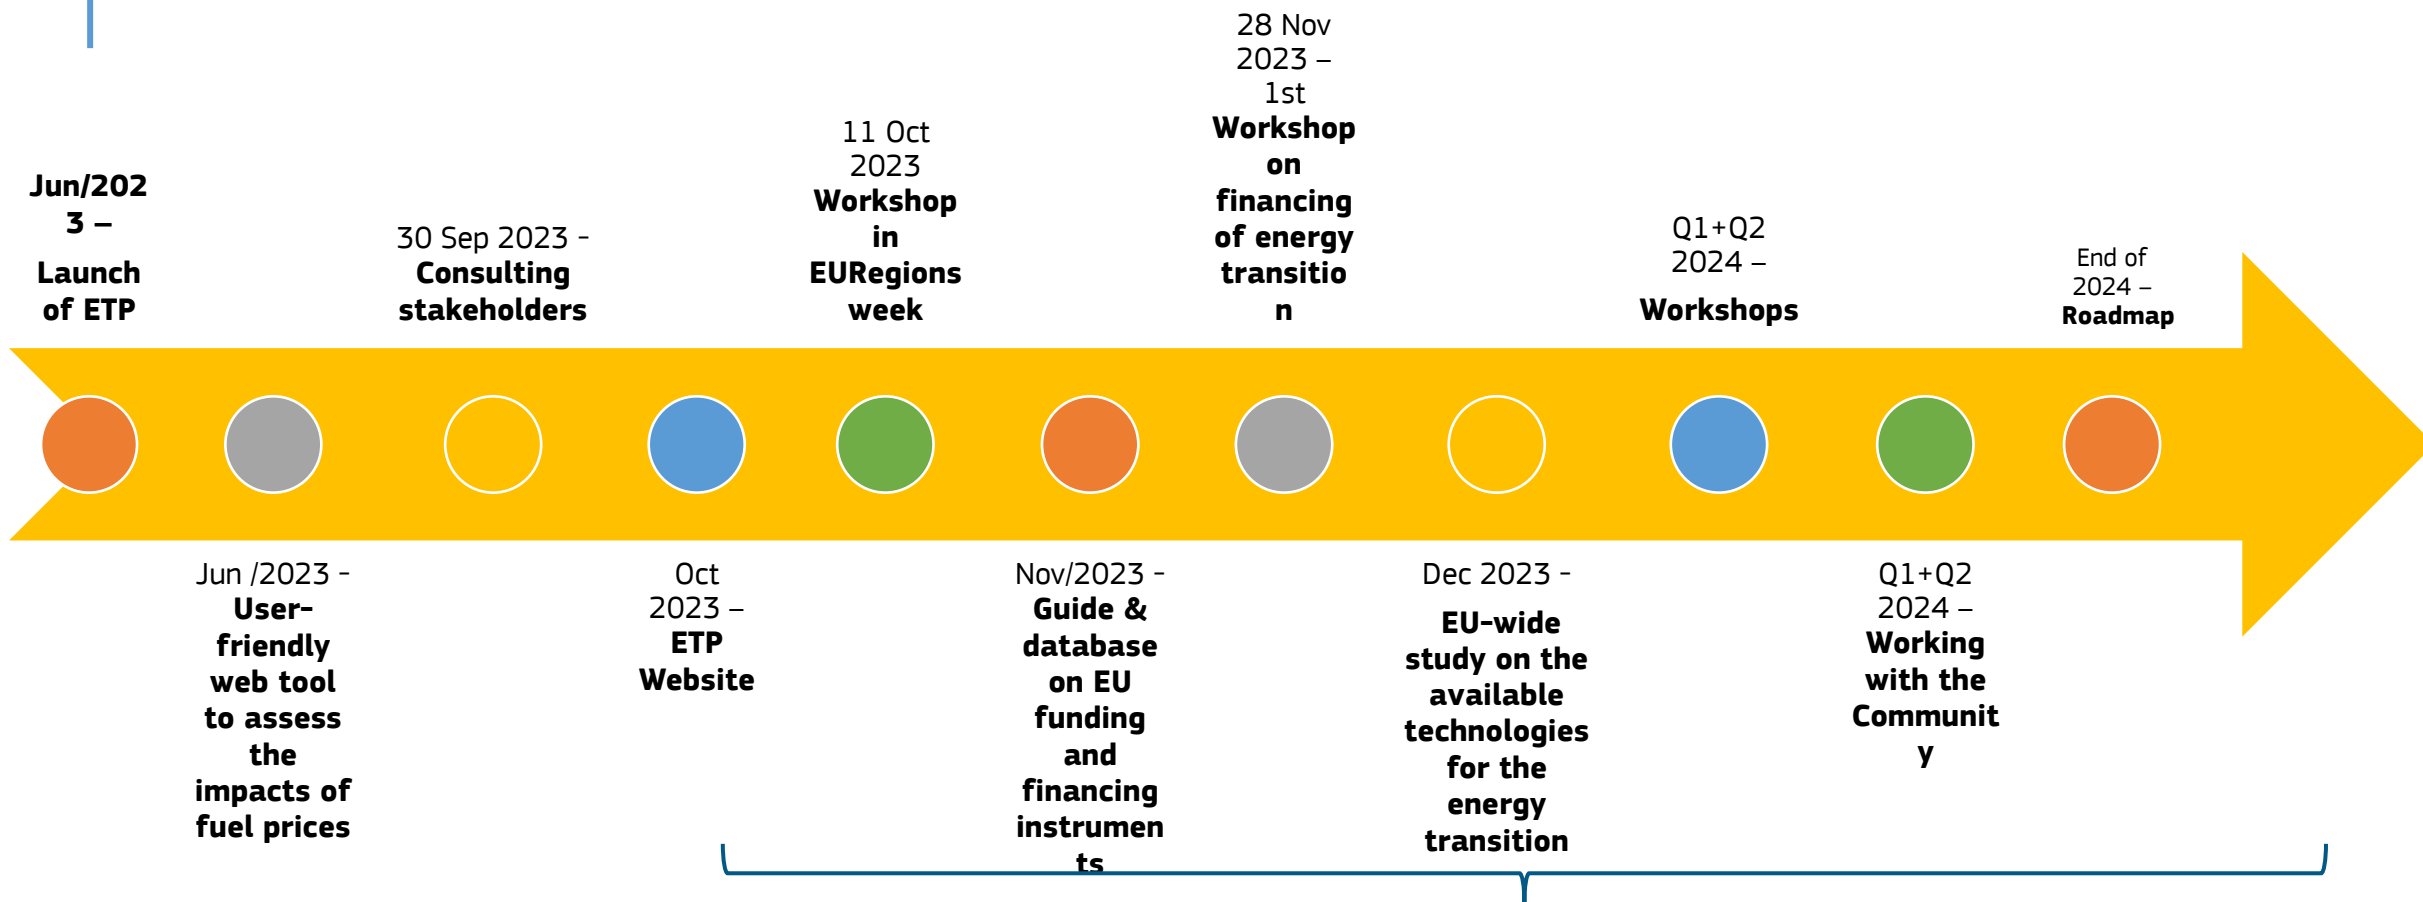 Jun/202
3 –
Launch
of ETP
Jun /2023 -
User-
friendly
web tool
to assess
the
impacts of
fuel prices
30 Sep 2023 -
Consulting
stakeholders
Oct
2023 –
ETP
Website
11 Oct
2023
Workshop
in
EURegions
week
Nov/2023 -
Guide &
database
on EU
funding
and
financing
instrumen
ts
28 Nov
2023 –
1st
Workshop
on
financing
of energy
transitio
n
Dec 2023 -
EU-wide
study on the
available
technologies
for the
energy
transition
Q1+Q2
2024 –
Workshops
Q1+Q2
2024 –
Working
with the
Communit
y
End of
2024 –
Roadmap